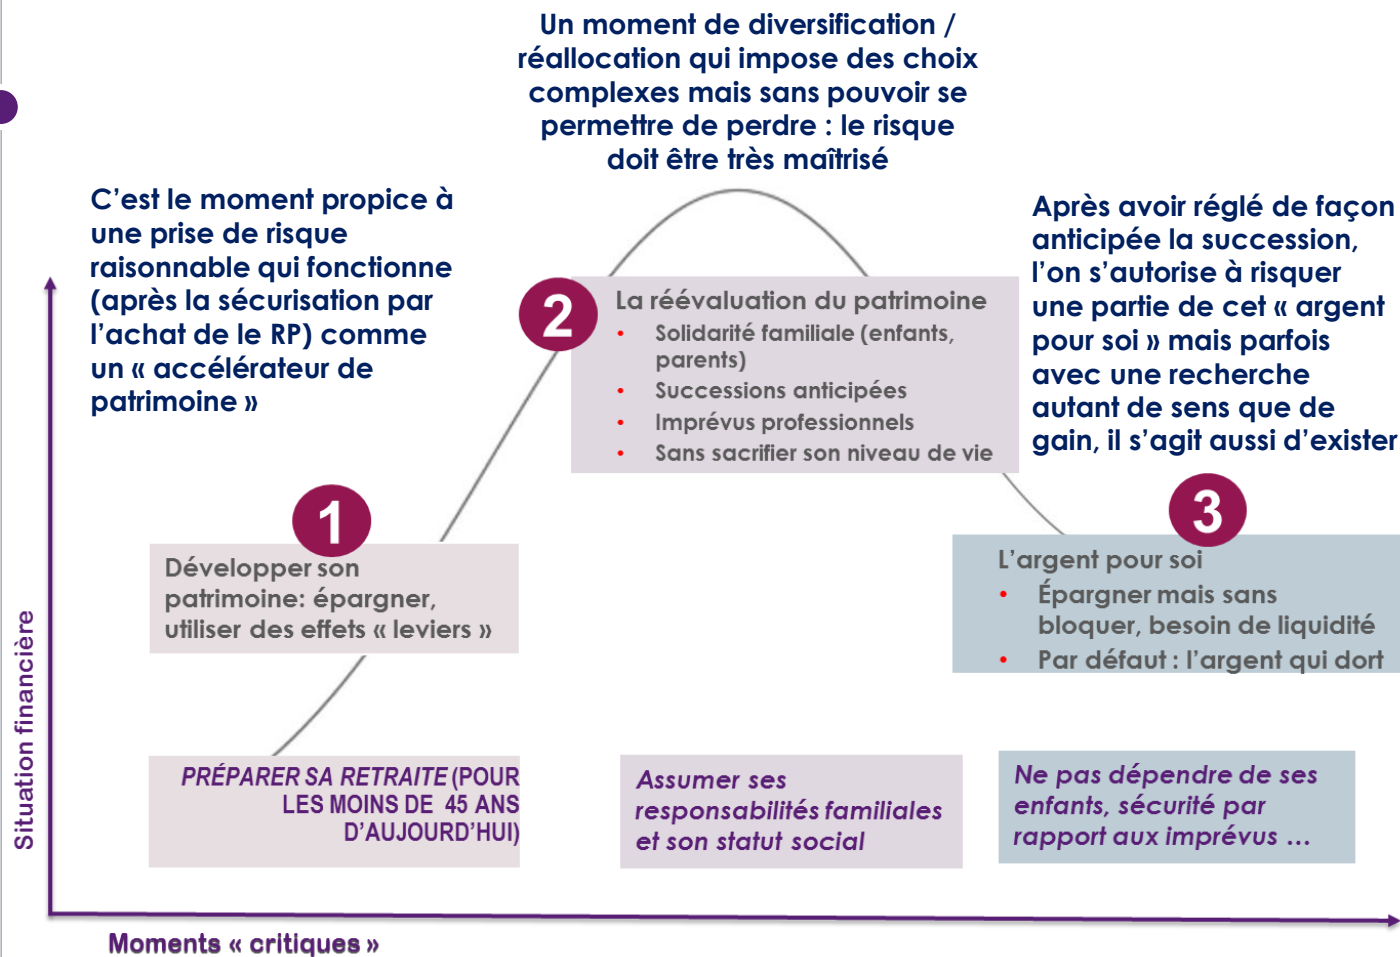 Un moment de diversification /
réallocation qui impose des choix
complexes mais sans pouvoir se
permettre de perdre : le risque
doit être très maîtrisé
C’est le moment propice à
une prise de risque
raisonnable qui fonctionne
(après la sécurisation par
l’achat de le RP) comme
un « accélérateur de
patrimoine »
Après avoir réglé de façon
anticipée la succession,
l’on s’autorise à risquer
une partie de cet « argent
pour soi » mais parfois
avec une recherche
autant de sens que de
gain, il s’agit aussi d’exister
2
La réévaluation du patrimoine
• Solidarité familiale (enfants,
parents)
• Successions anticipées
• Imprévus professionnels
• Sans sacrifier son niveau de vie
1
Développer son
patrimoine: épargner,
utiliser des effets « leviers »
3
L’argent pour soi
• Épargner mais sans
bloquer, besoin de liquidité
• Par défaut : l’argent qui dort
Situation financière
PRÉPARER SA RETRAITE (POUR
LES MOINS DE 45 ANS
D’AUJOURD’HUI)
Assumer ses
responsabilités familiales
et son statut social
Ne pas dépendre de ses
enfants, sécurité par
rapport aux imprévus …
Moments « critiques »